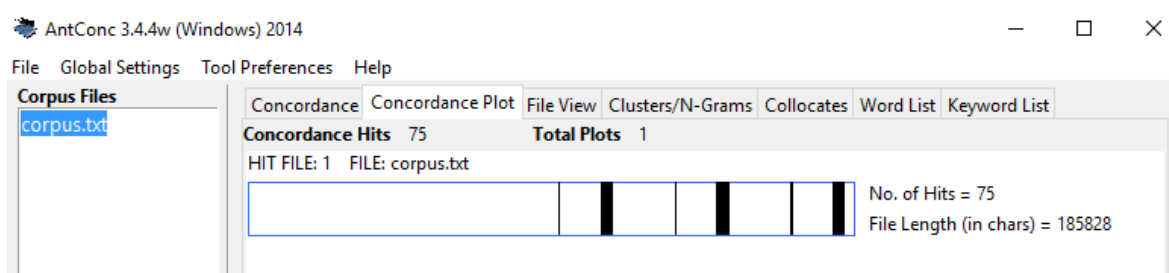 AntConc 3.4.4w (Windows) 2014
File Global Settings Tool Preferences Help
Corpus Files
corpus.txt
Concordance Concordance Plot File View Clusters/N-Grams Collocates Word List Keyword List
Concordance Hits 75 Total Plots 1
HIT FILE: 1 FILE: corpus.txt
No. of Hits = 75
File Length (in chars) = 185828